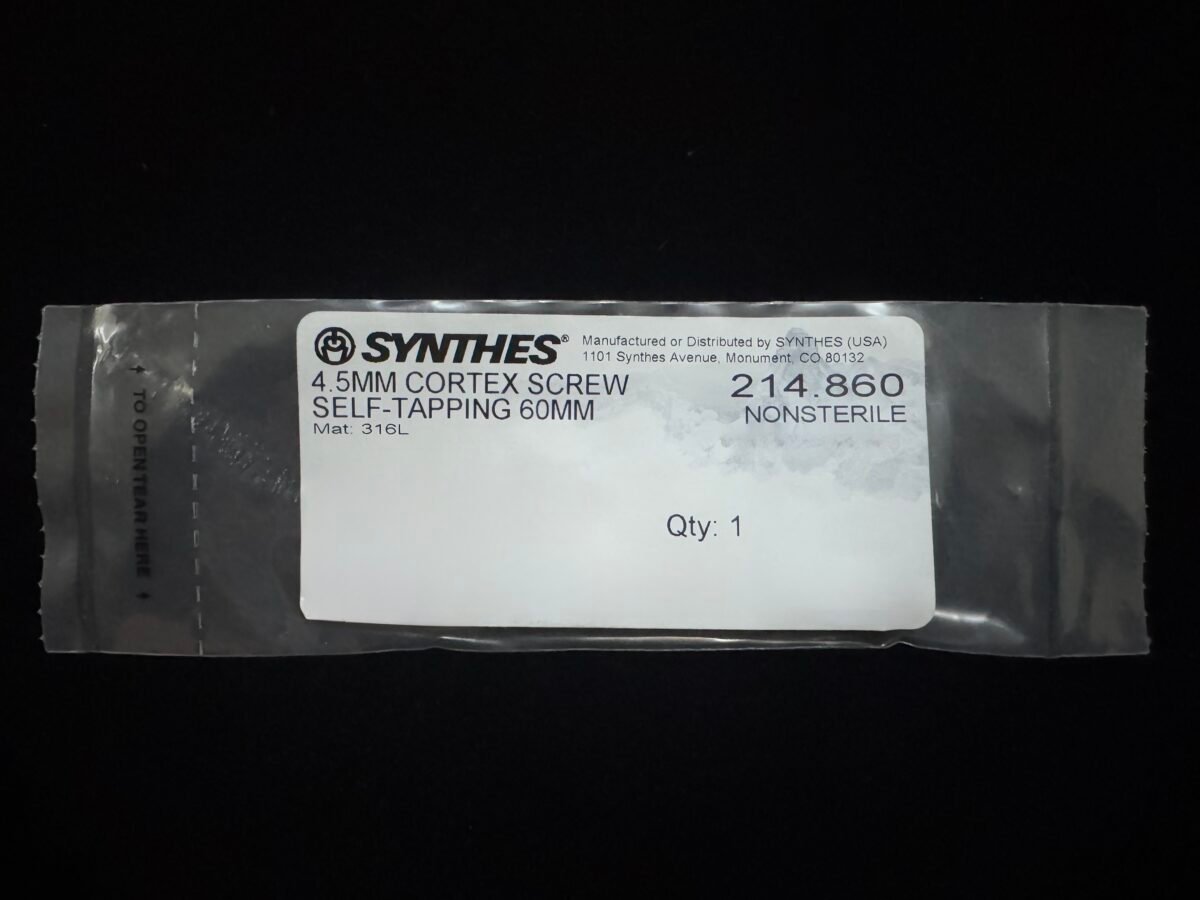 SYNTHES®
Manufactured or Distributed by SYNTHES (USA)
1101 Synthes Avenue, Monument, CO 80132
4.5MM CORTEX SCREW
SELF-TAPPING 60MM
Mat: 316L
214.860
NONSTERILE
Qty: 1
TO OPEN TEAR HERE